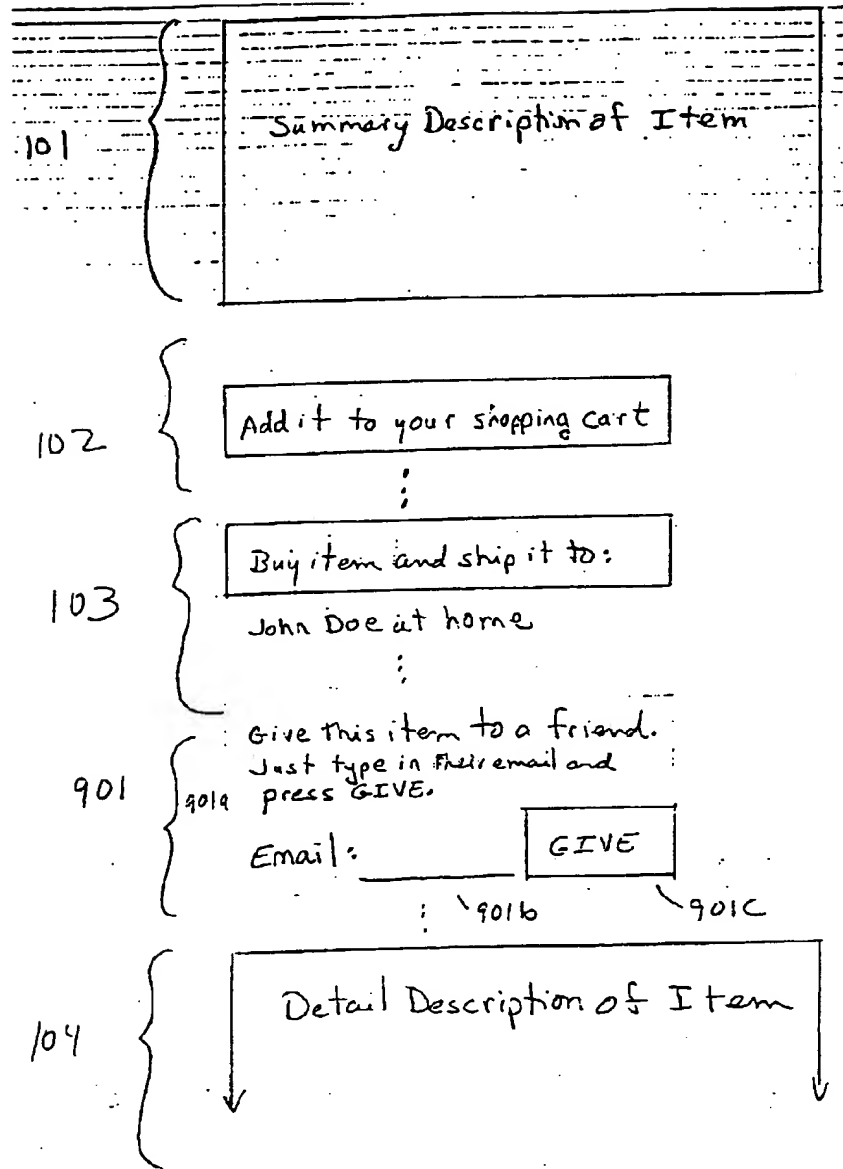 101
Summary Description of Item
102
Add it to your shopping cart
103
Buy item and ship it to:
John Doe at home
901
901a
Give this item to a friend.
Just type in their email and
press GIVE.
Email:
GIVE
901b
901c
104
Detail Description of Item